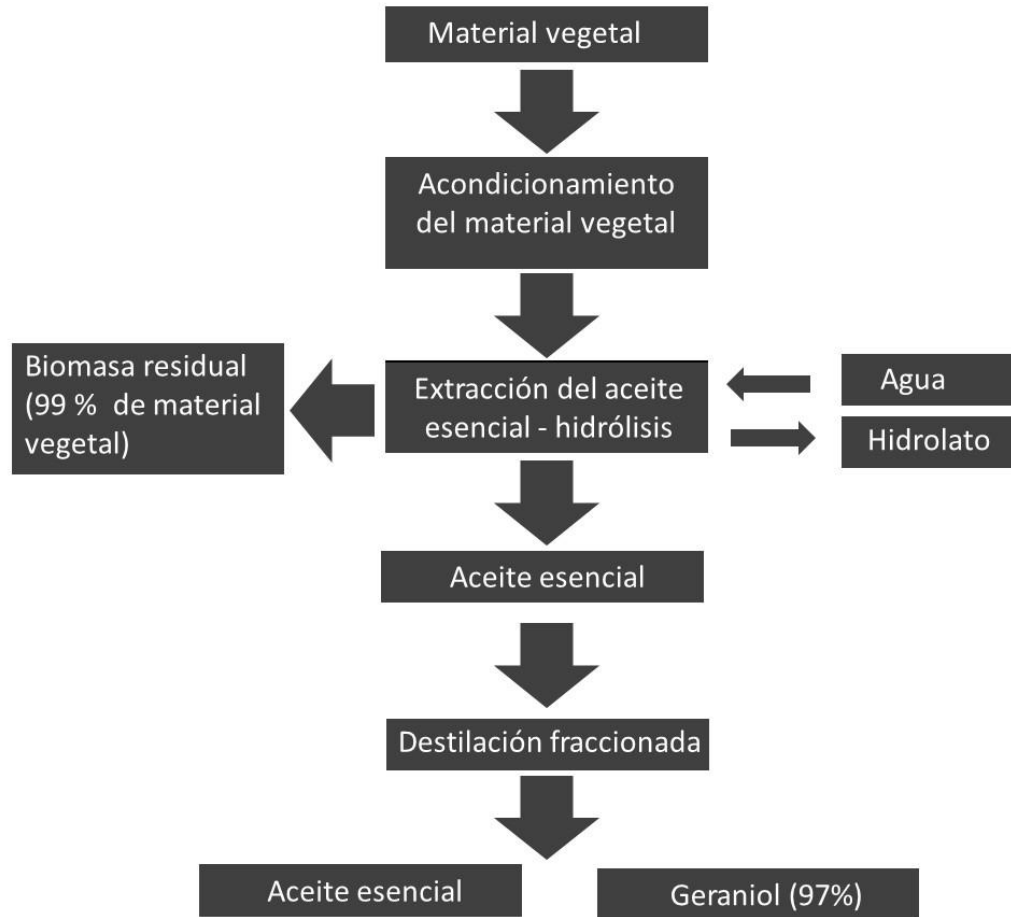 Material vegetal
Acondicionamiento
del material vegetal
Biomasa residual
(99 % de material
vegetal)
Extracción del aceite
esencial - hidrólisis
Agua
Hidrolato
Aceite esencial
Destilación fraccionada
Aceite esencial
Geraniol (97%)